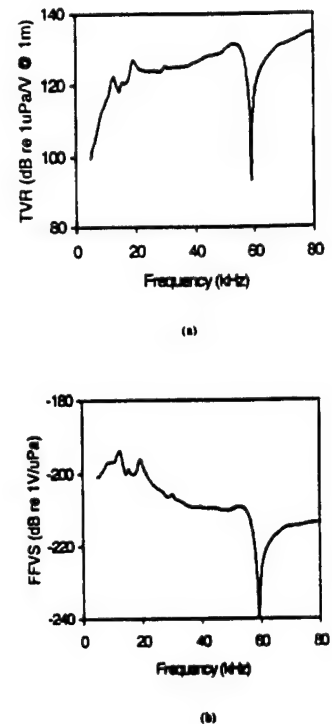 140
120
100
80
TVR (dB re 1uPa/V @ 1m)
0 20 40 60 80
Frequency (kHz)
(a)
-180
-200
-220
-240
FFVS (dB re 1V/uPa)
0 20 40 60 80
Frequency (kHz)
(b)